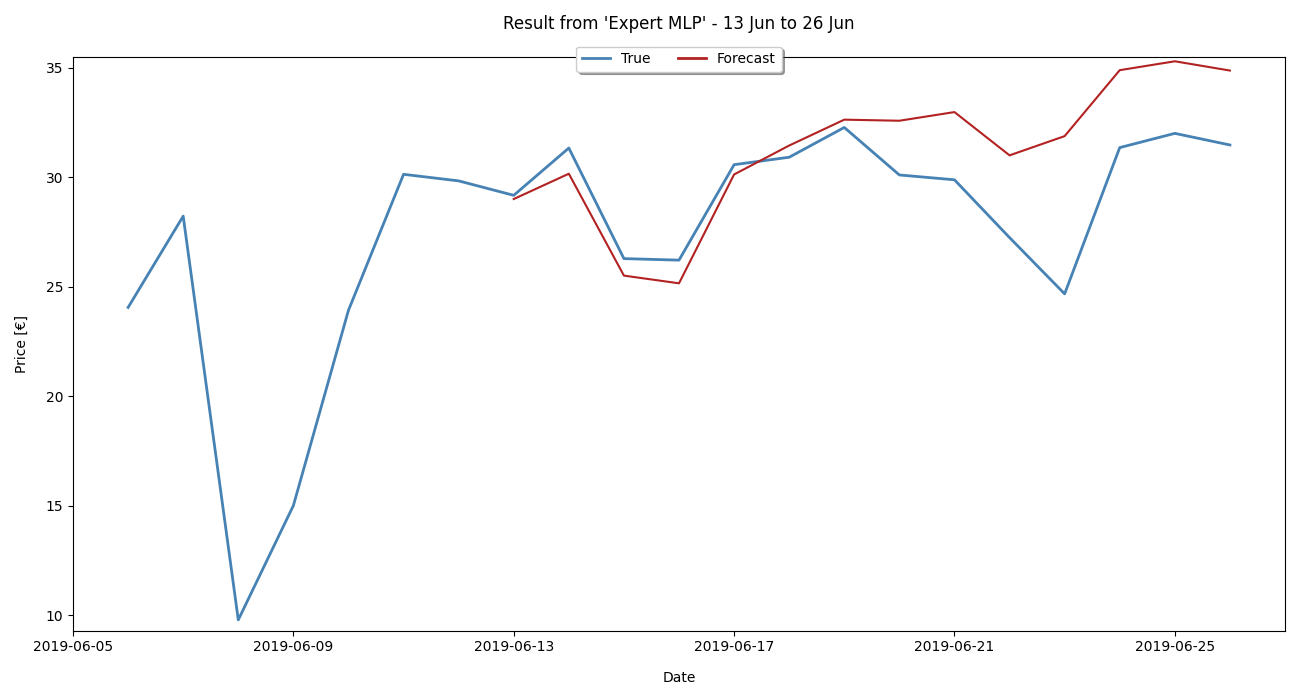 Result from 'Expert MLP' - 13 Jun to 26 Jun
True Forecast
35
30
25
20
15
10
Price [€]
2019-06-05 2019-06-09 2019-06-13 2019-06-17 2019-06-21 2019-06-25
Date